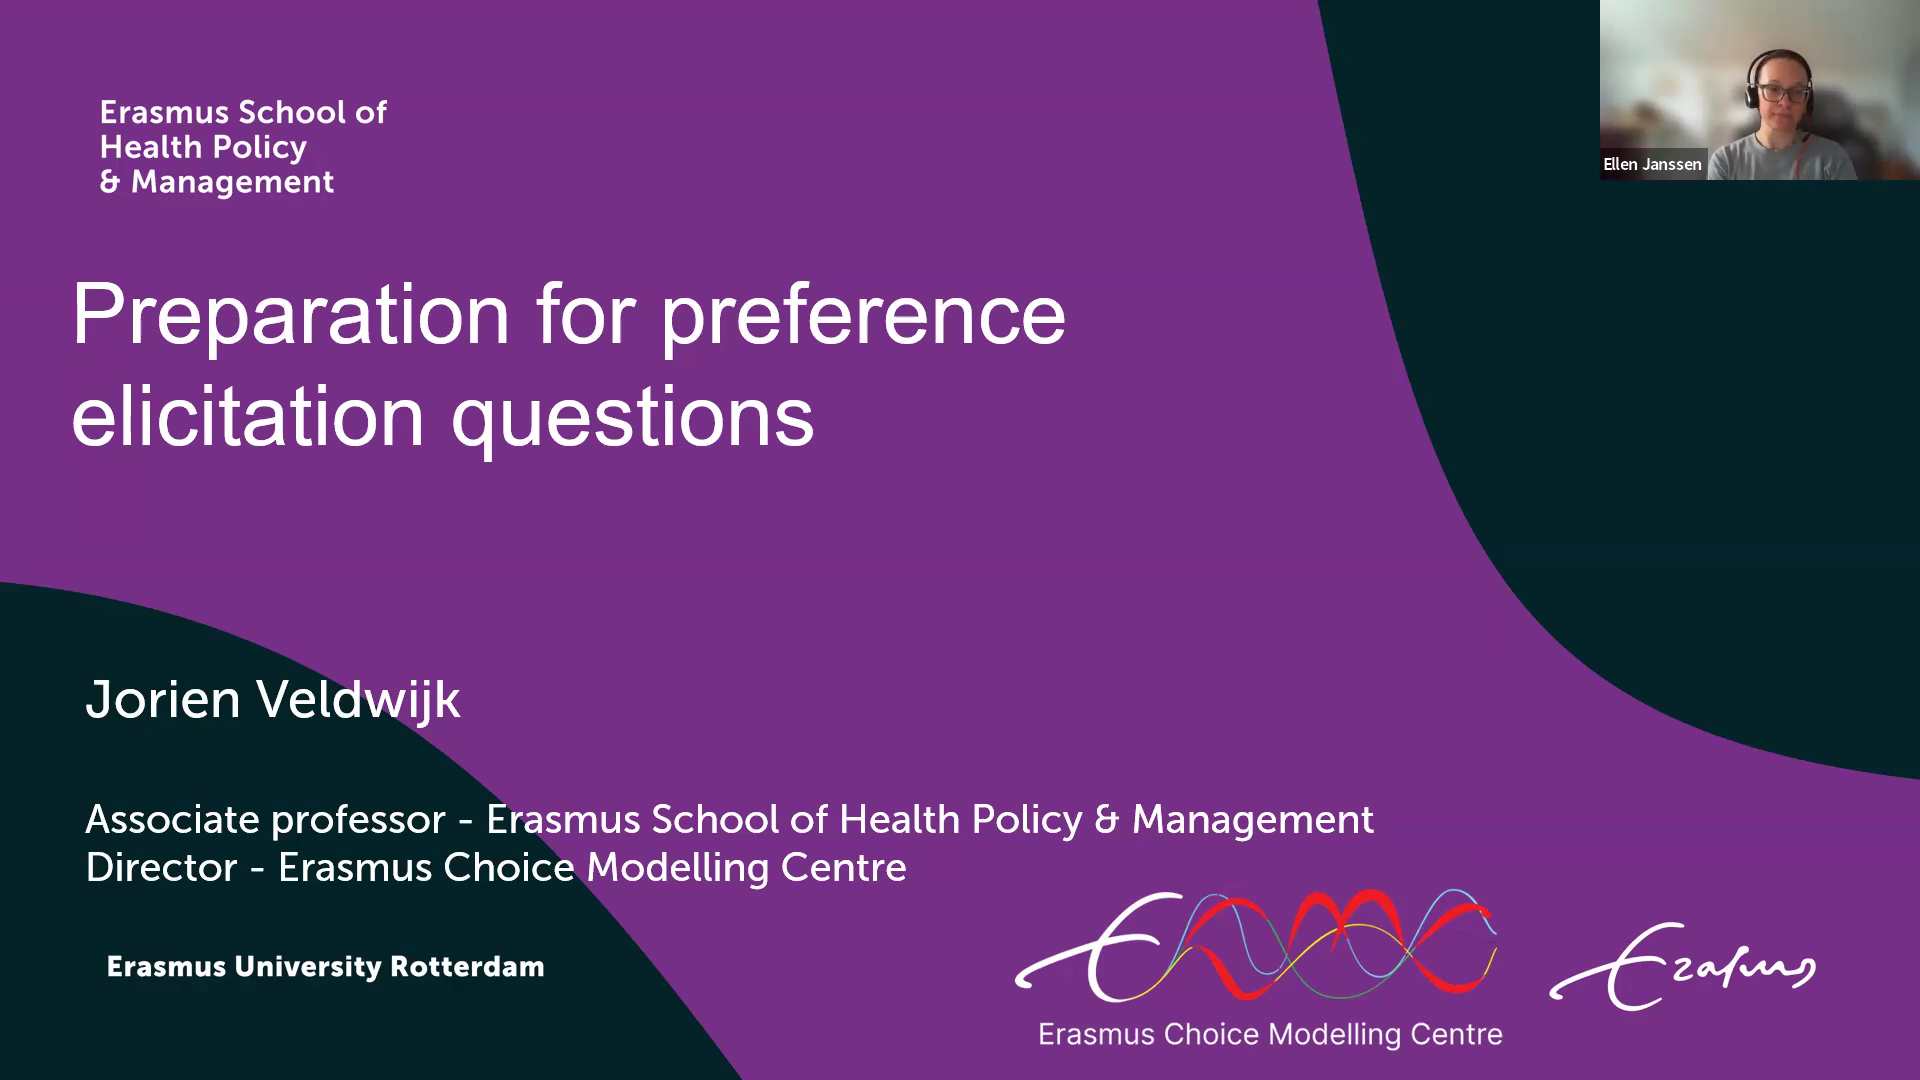 Erasmus School of
Health Policy
& Management
Ellen Janssen
Preparation for preference
elicitation questions
Jorien Veldwijk
Associate professor - Erasmus School of Health Policy & Management
Director - Erasmus Choice Modelling Centre
Erasmus University Rotterdam
Erasmus Choice Modelling Centre
Erasmus